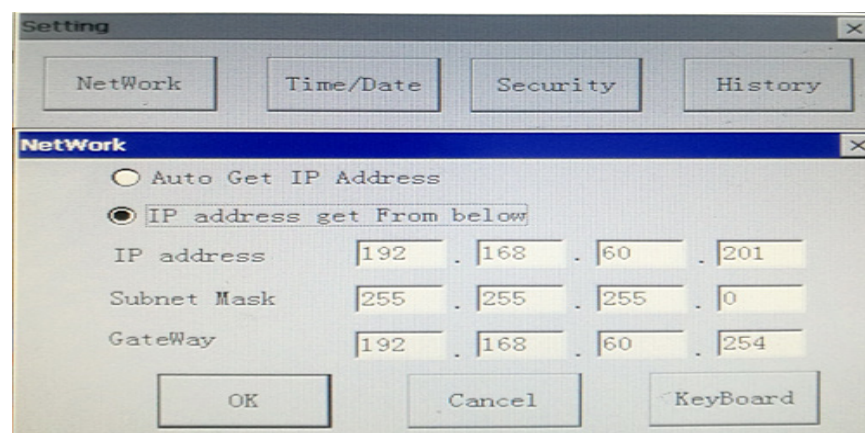 Setting
NetWork Time/Date Security History
NetWork
Auto Get IP Address
IP address get From below
IP address 192 . 168 . 60 . 201
Subnet Mask 255 . 255 . 255 . 0
GateWay 192 . 168 . 60 . 254
OK Cancel KeyBoard